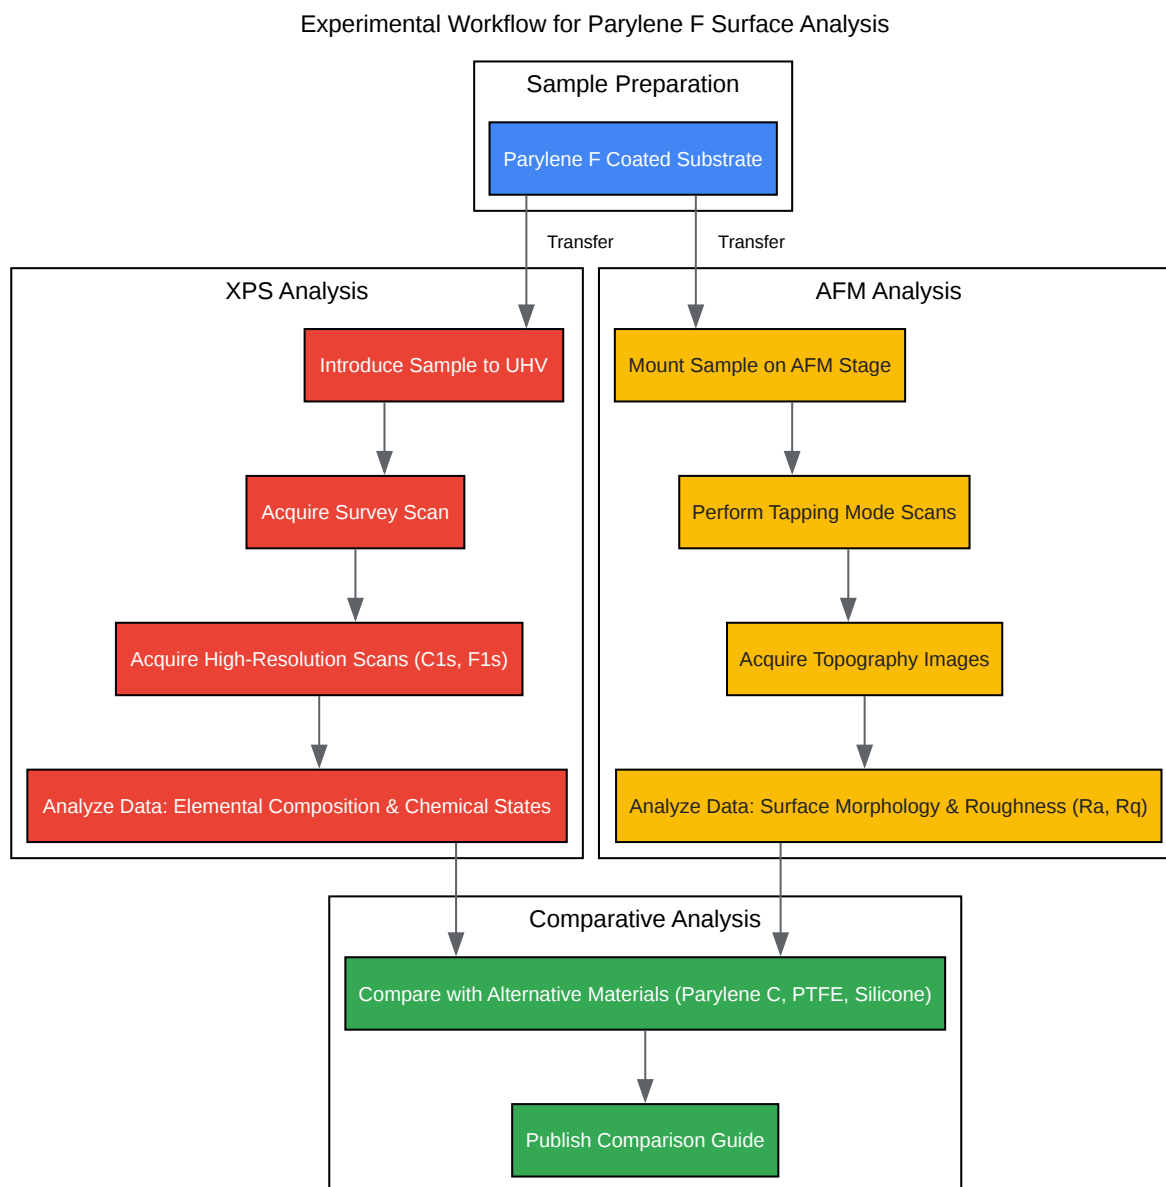 Experimental Workflow for Parylene F Surface Analysis
Sample Preparation
Parylene F Coated Substrate
Transfer
Transfer
XPS Analysis
Introduce Sample to UHV
Acquire Survey Scan
Acquire High-Resolution Scans (C1s, F1s)
Analyze Data: Elemental Composition & Chemical States
AFM Analysis
Mount Sample on AFM Stage
Perform Tapping Mode Scans
Acquire Topography Images
Analyze Data: Surface Morphology & Roughness (Ra, Rq)
Comparative Analysis
Compare with Alternative Materials (Parylene C, PTFE, Silicone)
Publish Comparison Guide